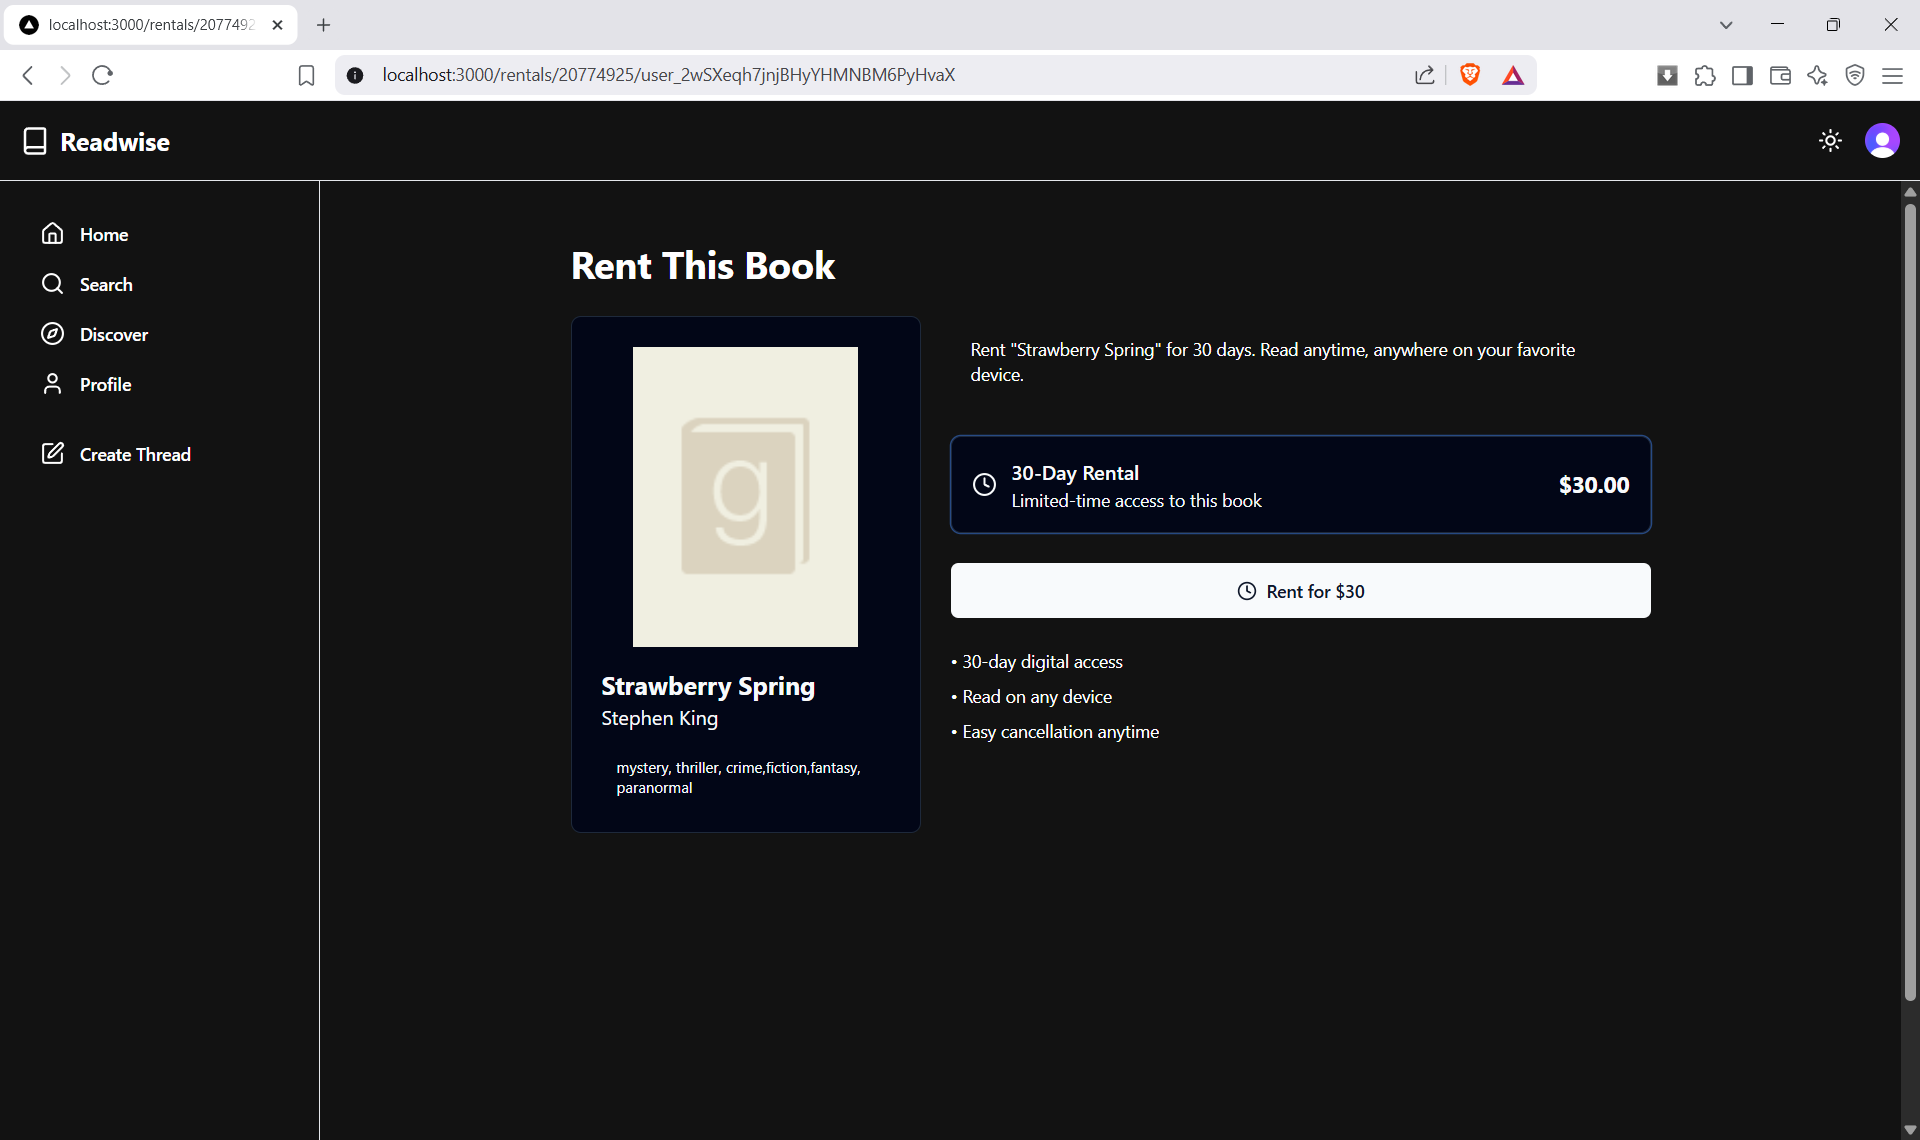 localhost:3000/rentals/2077492
localhost:3000/rentals/20774925/user_2wSXeqh7jnjBHyYHMNBM6PyHvaX
Readwise
Home
Search
Discover
Profile
Create Thread
Rent This Book
g
Strawberry Spring
Stephen King
mystery, thriller, crime,fiction,fantasy,
paranormal
Rent "Strawberry Spring" for 30 days. Read anytime, anywhere on your favorite
device.
30-Day Rental
Limited-time access to this book
$30.00
Rent for $30
• 30-day digital access
• Read on any device
• Easy cancellation anytime